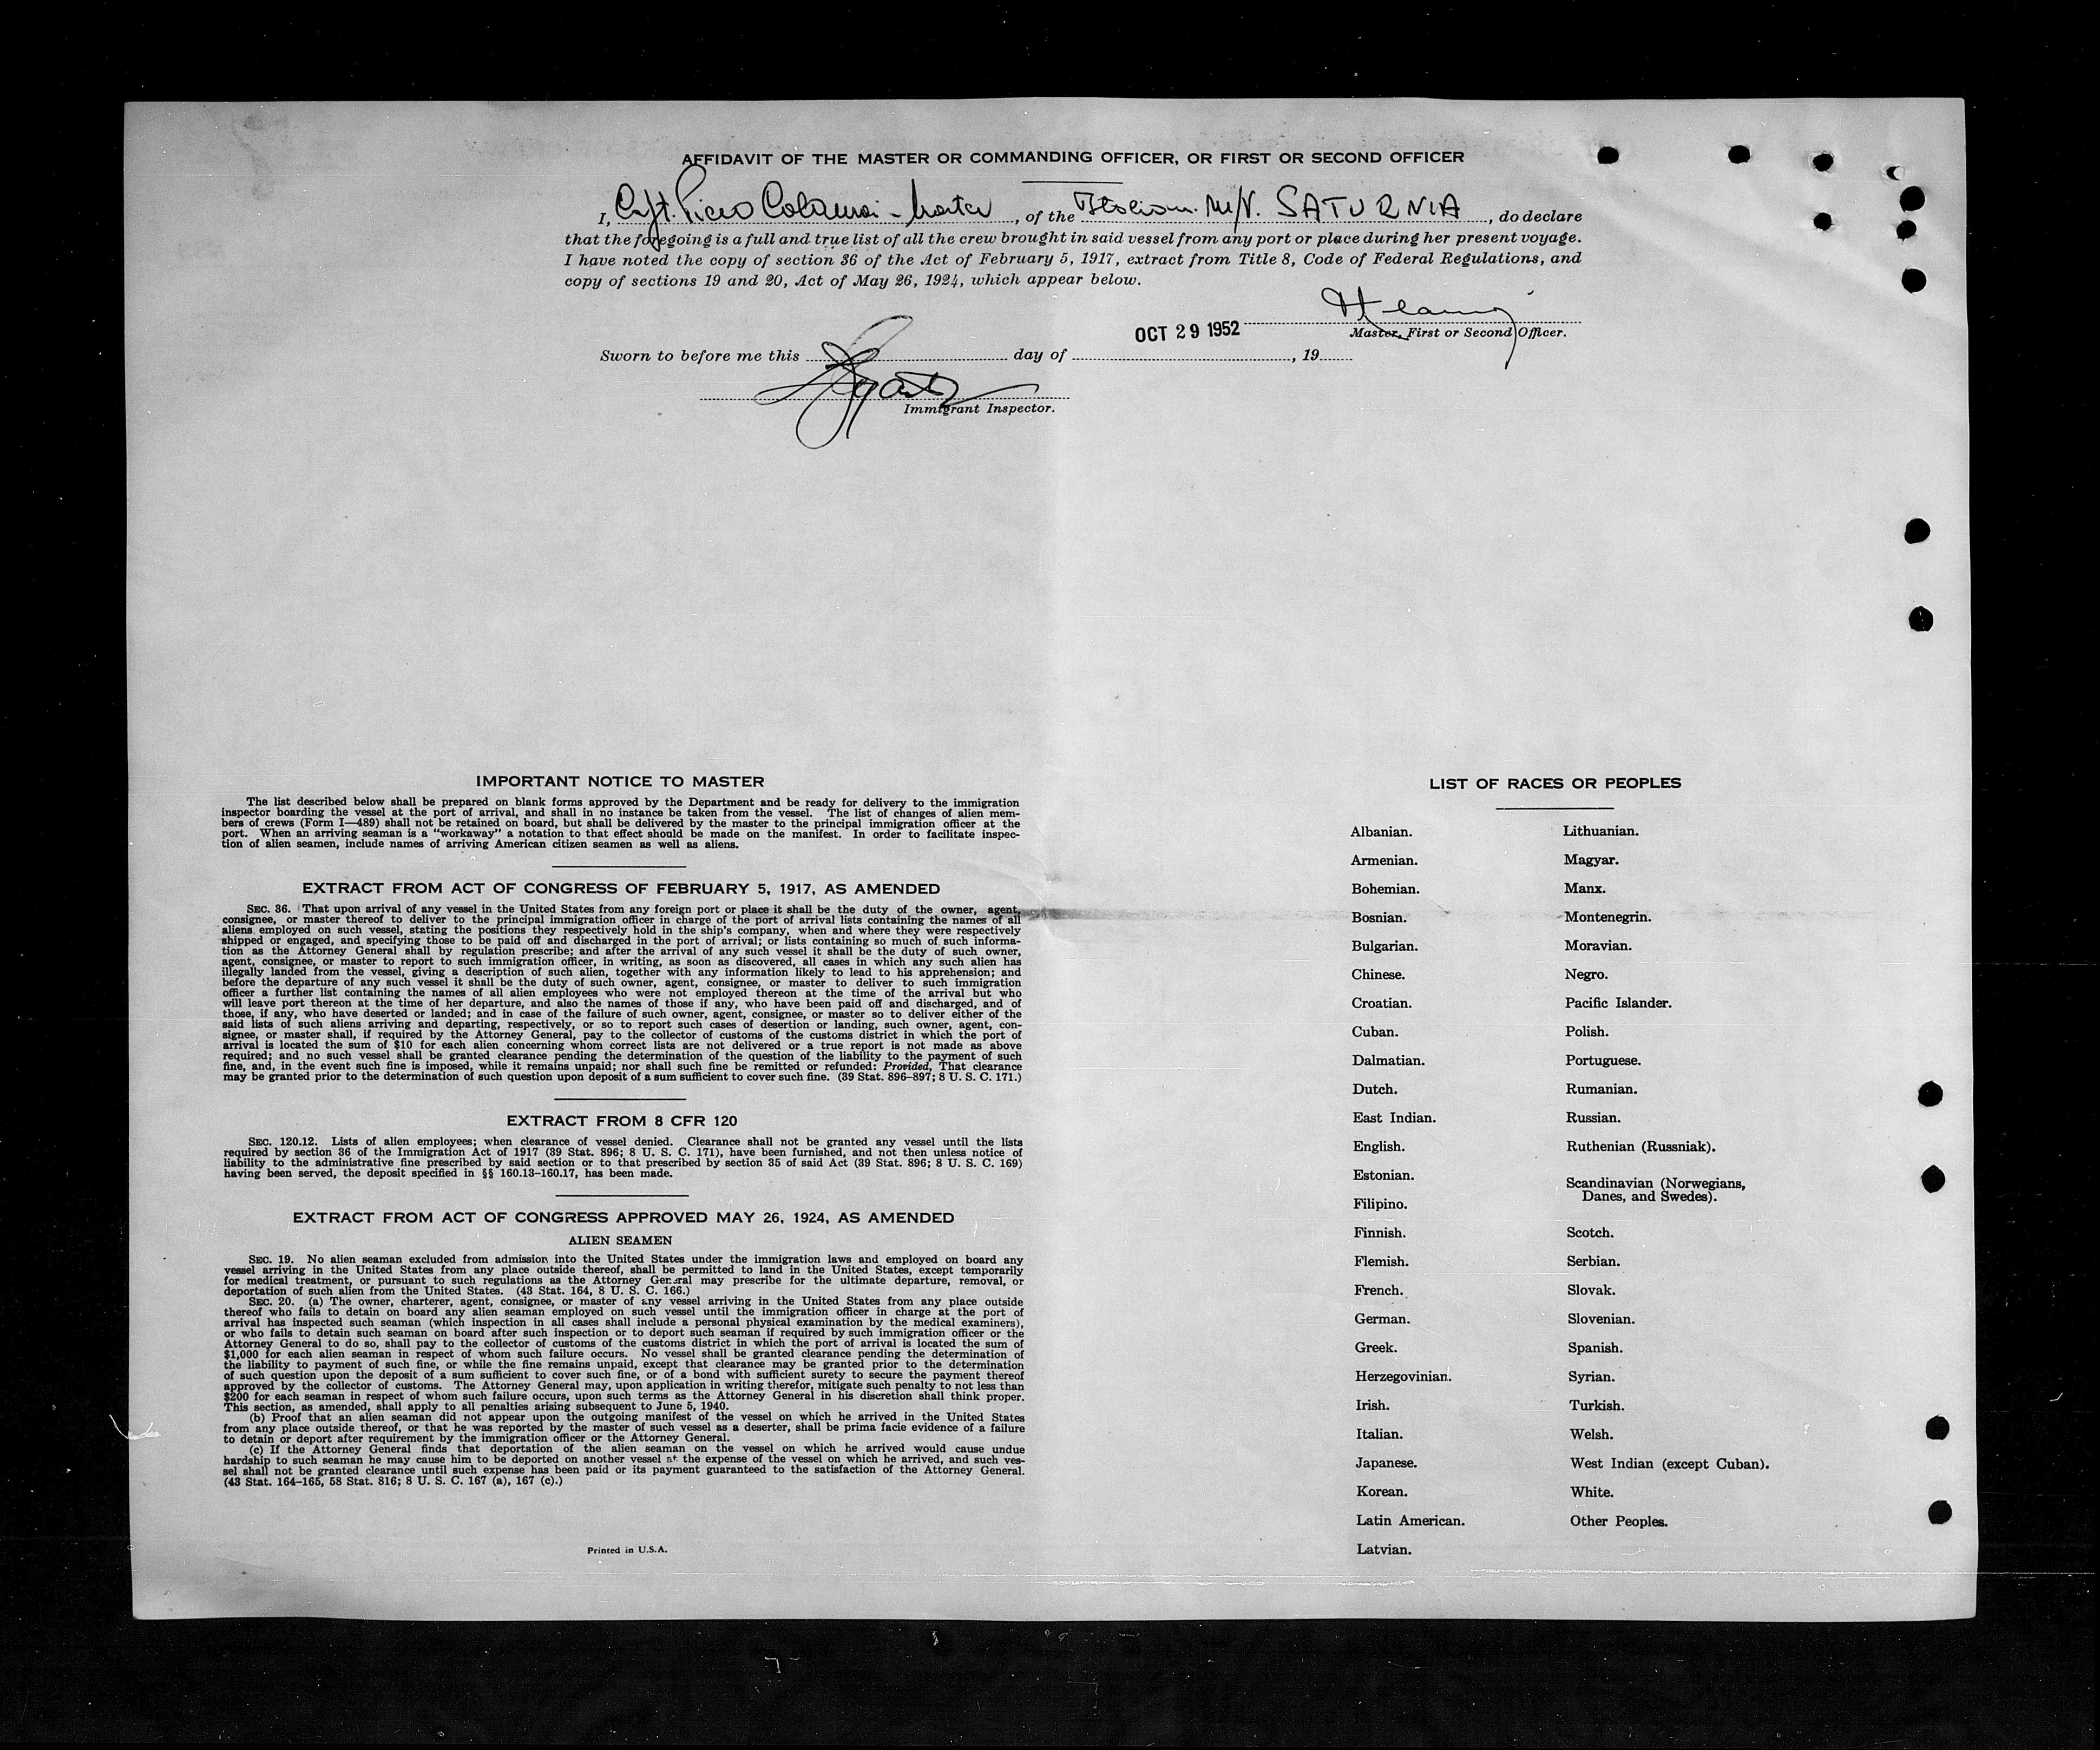 AFFIDAVIT OF THE MASTER OR COMMANDING OFFICER, OR FIRST OR SECOND OFFICER
I, Capt. Piero Calamai - Master, of the Italian M/V. SATURNIA, do declare
that the foregoing is a full and true list of all the crew brought in said vessel from any port or place during her present voyage.
I have noted the copy of section 36 of the Act of February 5, 1917, extract from Title 8, Code of Federal Regulations, and
copy of sections 19 and 20, Act of May 26, 1924, which appear below.
OCT 29 1952
Master, First or Second Officer.
Sworn to before me this day of , 19
Immigrant Inspector.
IMPORTANT NOTICE TO MASTER
The list described below shall be prepared on blank forms approved by the Department and be ready for delivery to the immigration
inspector boarding the vessel at the port of arrival, and shall in no instance be taken from the vessel. The list of changes of alien mem-
bers of crews (Form I—489) shall not be retained on board, but shall be delivered by the master to the principal immigration officer at the
port. When an arriving seaman is a "workaway" a notation to that effect should be made on the manifest. In order to facilitate inspec-
tion of alien seamen, include names of arriving American citizen seamen as well as aliens.
EXTRACT FROM ACT OF CONGRESS OF FEBRUARY 5, 1917, AS AMENDED
SEC. 36. That upon arrival of any vessel in the United States from any foreign port or place it shall be the duty of the owner, agent,
consignee, or master thereof to deliver to the principal immigration officer in charge of the port of arrival lists containing the names of all
aliens employed on such vessel, stating the positions they respectively hold in the ship's company, when and where they were respectively
shipped or engaged, and specifying those to be paid off and discharged in the port of arrival; or lists containing so much of such informa-
tion as the Attorney General shall by regulation prescribe; and after the arrival of any such vessel it shall be the duty of such owner,
agent, consignee, or master to report to such immigration officer, in writing, as soon as discovered, all cases in which any such alien has
illegally landed from the vessel, giving a description of such alien, together with any information likely to lead to his apprehension; and
before the departure of any such vessel it shall be the duty of such owner, agent, consignee, or master to deliver to such immigration
officer a further list containing the names of all alien employees who were not employed thereon at the time of the arrival but who
will leave port thereon at the time of her departure, and also the names of those if any, who have been paid off and discharged, and of
those, if any, who have deserted or landed; and in case of the failure of such owner, agent, consignee, or master so to deliver either of the
said lists of such aliens arriving and departing, respectively, or so to report such cases of desertion or landing, such owner, agent, con-
signee, or master shall, if required by the Attorney General, pay to the collector of customs of the customs district in which the port of
arrival is located the sum of $10 for each alien concerning whom correct lists are not delivered or a true report is not made as above
required; and no such vessel shall be granted clearance pending the determination of the question of the liability to the payment of such
fine, and, in the event such fine is imposed, while it remains unpaid; nor shall such fine be remitted or refunded: Provided, That clearance
may be granted prior to the determination of such question upon deposit of a sum sufficient to cover such fine. (39 Stat. 896–897; 8 U. S. C. 171.)
EXTRACT FROM 8 CFR 120
SEC. 120.12. Lists of alien employees; when clearance of vessel denied. Clearance shall not be granted any vessel until the lists
required by section 36 of the Immigration Act of 1917 (39 Stat. 896; 8 U. S. C. 171), have been furnished, and not then unless notice of
liability to the administrative fine prescribed by said section or to that prescribed by section 35 of said Act (39 Stat. 896; 8 U. S. C. 169)
having been served, the deposit specified in §§ 160.13–160.17, has been made.
EXTRACT FROM ACT OF CONGRESS APPROVED MAY 26, 1924, AS AMENDED
ALIEN SEAMEN
SEC. 19. No alien seaman excluded from admission into the United States under the immigration laws and employed on board any
vessel arriving in the United States from any place outside thereof, shall be permitted to land in the United States, except temporarily
for medical treatment, or pursuant to such regulations as the Attorney General may prescribe for the ultimate departure, removal, or
deportation of such alien from the United States. (43 Stat. 164, 8 U. S. C. 166.)
SEC. 20. (a) The owner, charterer, agent, consignee, or master of any vessel arriving in the United States from any place outside
thereof who fails to detain on board any alien seaman employed on such vessel until the immigration officer in charge at the port of
arrival has inspected such seaman (which inspection in all cases shall include a personal physical examination by the medical examiners),
or who fails to detain such seaman on board after such inspection or to deport such seaman if required by such immigration officer or the
Attorney General to do so, shall pay to the collector of customs of the customs district in which the port of arrival is located the sum of
$1,000 for each alien seaman in respect of whom such failure occurs. No vessel shall be granted clearance pending the determination of
the liability to payment of such fine, or while the fine remains unpaid, except that clearance may be granted prior to the determination
of such question upon the deposit of a sum sufficient to cover such fine, or of a bond with sufficient surety to secure the payment thereof
approved by the collector of customs. The Attorney General may, upon application in writing therefor, mitigate such penalty to not less than
$200 for each seaman in respect of whom such failure occurs, upon such terms as the Attorney General in his discretion shall think proper.
This section, as amended, shall apply to all penalties arising subsequent to June 5, 1940.
(b) Proof that an alien seaman did not appear upon the outgoing manifest of the vessel on which he arrived in the United States
from any place outside thereof, or that he was reported by the master of such vessel as a deserter, shall be prima facie evidence of a failure
to detain or deport after requirement by the immigration officer or the Attorney General.
(c) If the Attorney General finds that deportation of the alien seaman on the vessel on which he arrived would cause undue
hardship to such seaman he may cause him to be deported on another vessel at the expense of the vessel on which he arrived, and such ves-
sel shall not be granted clearance until such expense has been paid or its payment guaranteed to the satisfaction of the Attorney General.
(43 Stat. 164–165, 58 Stat. 816; 8 U. S. C. 167 (a), 167 (c).)
Printed in U.S.A.
LIST OF RACES OR PEOPLES
Albanian.
Armenian.
Bohemian.
Bosnian.
Bulgarian.
Chinese.
Croatian.
Cuban.
Dalmatian.
Dutch.
East Indian.
English.
Estonian.
Filipino.
Finnish.
Flemish.
French.
German.
Greek.
Herzegovinian.
Irish.
Italian.
Japanese.
Korean.
Latin American.
Latvian.
Lithuanian.
Magyar.
Manx.
Montenegrin.
Moravian.
Negro.
Pacific Islander.
Polish.
Portuguese.
Rumanian.
Russian.
Ruthenian (Russniak).
Scandinavian (Norwegians,
Danes, and Swedes).
Scotch.
Serbian.
Slovak.
Slovenian.
Spanish.
Syrian.
Turkish.
Welsh.
West Indian (except Cuban).
White.
Other Peoples.